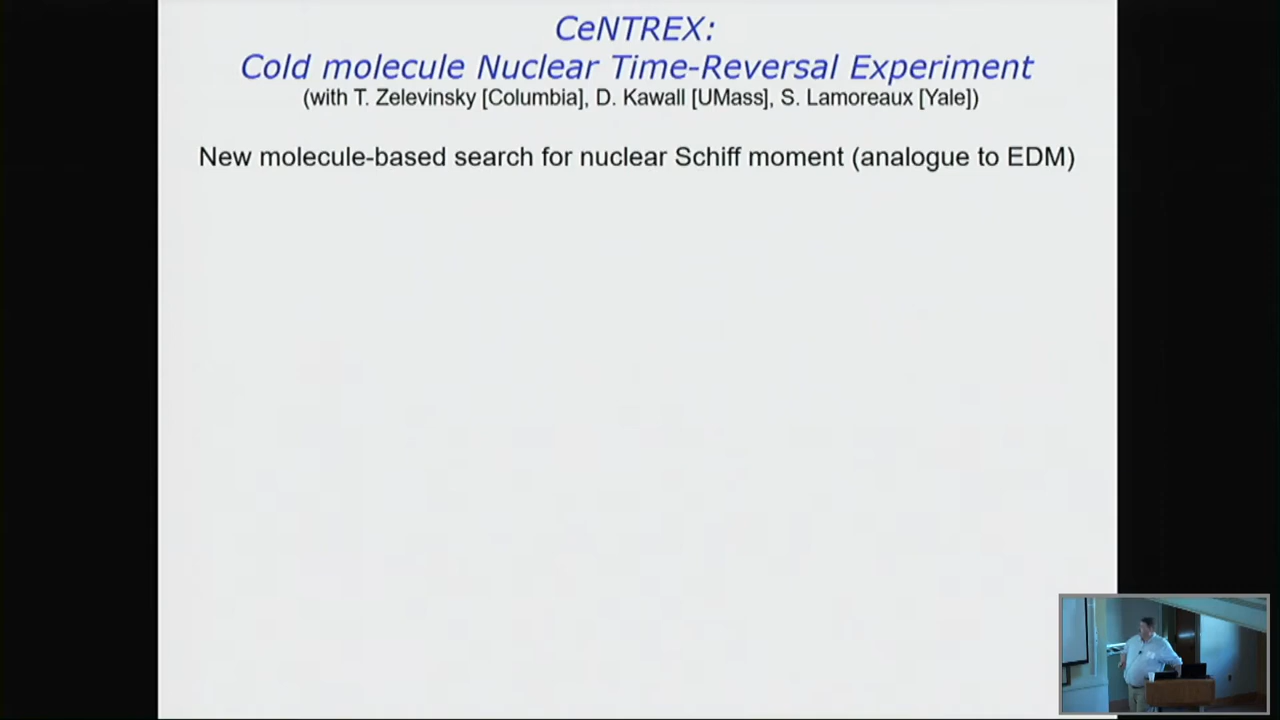 CeNTREX:
Cold molecule Nuclear Time-Reversal Experiment
(with T. Zelevinsky [Columbia], D. Kawall [UMass], S. Lamoreaux [Yale])
New molecule-based search for nuclear Schiff moment (analogue to EDM)